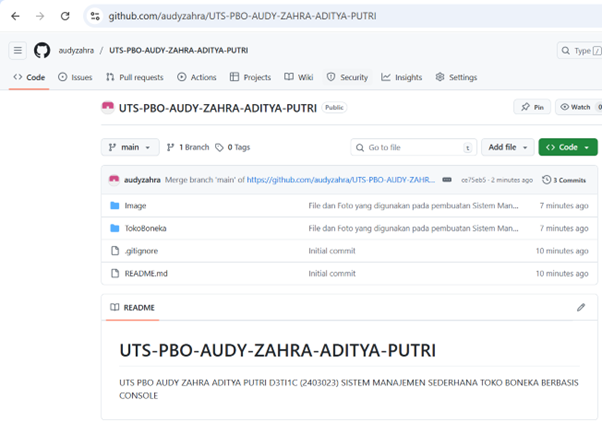 github.com/audyzahra/UTS-PBO-AUDY-ZAHRA-ADITYA-PUTRI
audyzahra / UTS-PBO-AUDY-ZAHRA-ADITYA-PUTRI
Type /
Code Issues Pull requests Actions Projects Wiki Security Insights Settings
UTS-PBO-AUDY-ZAHRA-ADITYA-PUTRI Public Pin Watch 0
main 1 Branch 0 Tags Go to file t Add file Code
audyzahra Merge branch 'main' of https://github.com/audyzahra/UTS-PBO-AUDY-ZAHR... ce75eb5 · 2 minutes ago 3 Commits
Image File dan Foto yang digunakan pada pembuatan Sistem Man... 7 minutes ago
TokoBoneka File dan Foto yang digunakan pada pembuatan Sistem Man... 7 minutes ago
.gitignore Initial commit 10 minutes ago
README.md Initial commit 10 minutes ago
README
UTS-PBO-AUDY-ZAHRA-ADITYA-PUTRI
UTS PBO AUDY ZAHRA ADITYA PUTRI D3TI1C (2403023) SISTEM MANAJEMEN SEDERHANA TOKO BONEKA BERBASIS
CONSOLE